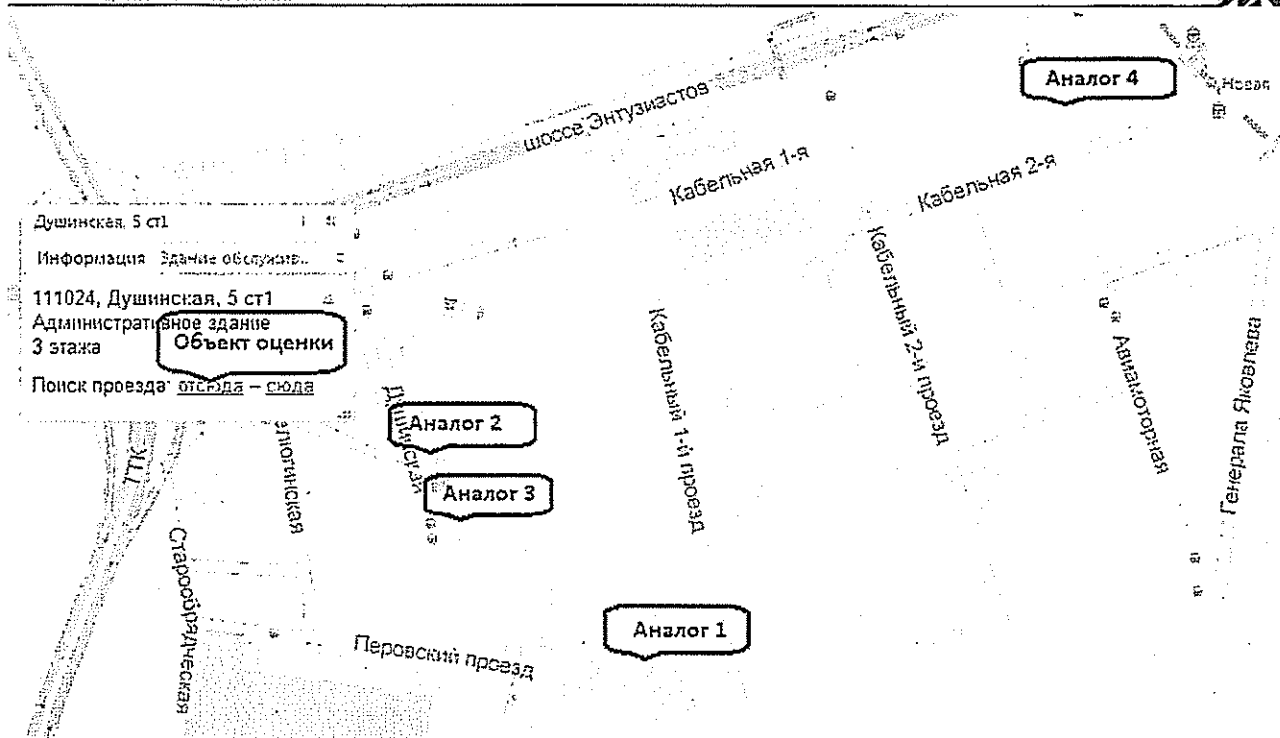 Аналог 4
Новая
шоссе Энтузиастов
Кабельная 1-я
Кабельная 2-я
Душинская, 5 ст1
Информация
111024, Душинская, 5 ст1
Административное здание
3 этажа
Объект оценки
Поиск проезда: отсюда – сюда
Кабельный 1-й проезд
Кабельный 2-й проезд
Авиамоторная
Генерала Яковлева
Душинская
Аналог 2
Аналог 3
ТТК
Старообрядческая
Аналог 1
Перовский проезд